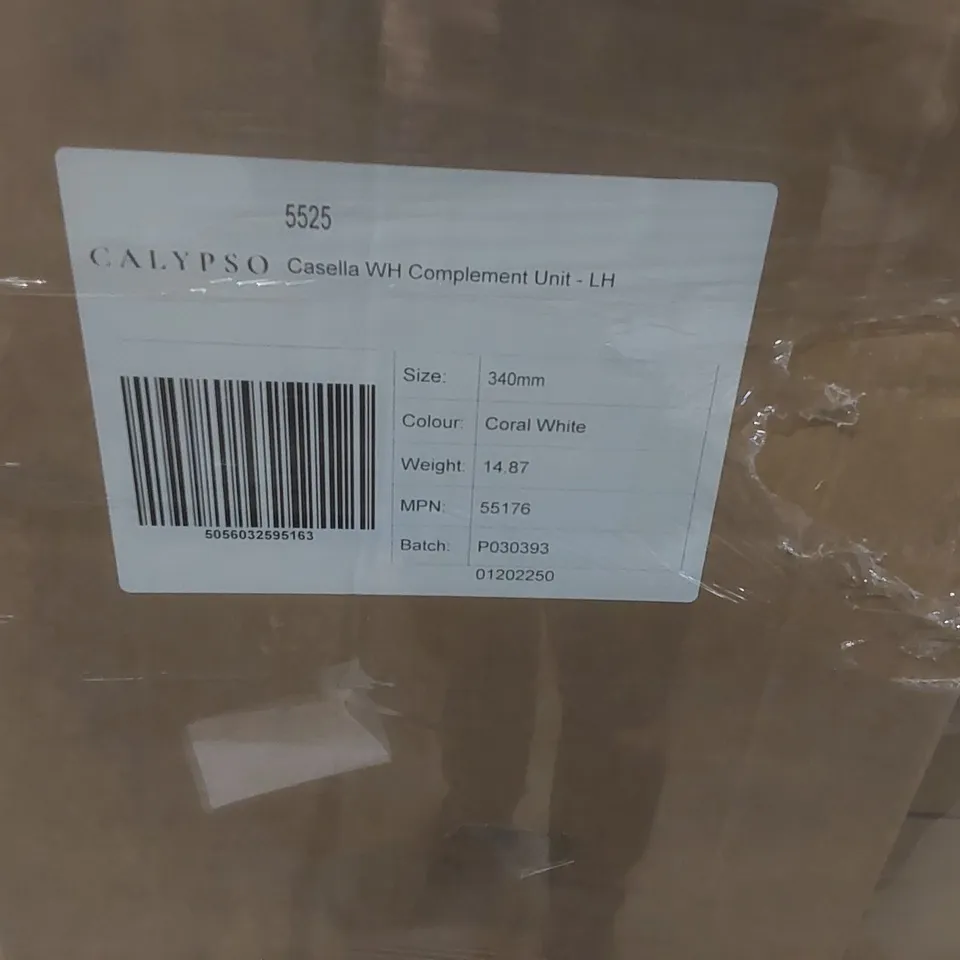 5525
CALYPSO Casella WH Complement Unit - LH
Size: 340mm
Colour: Coral White
Weight: 14.87
MPN: 55176
Batch: P030393
01202250
5056032595163